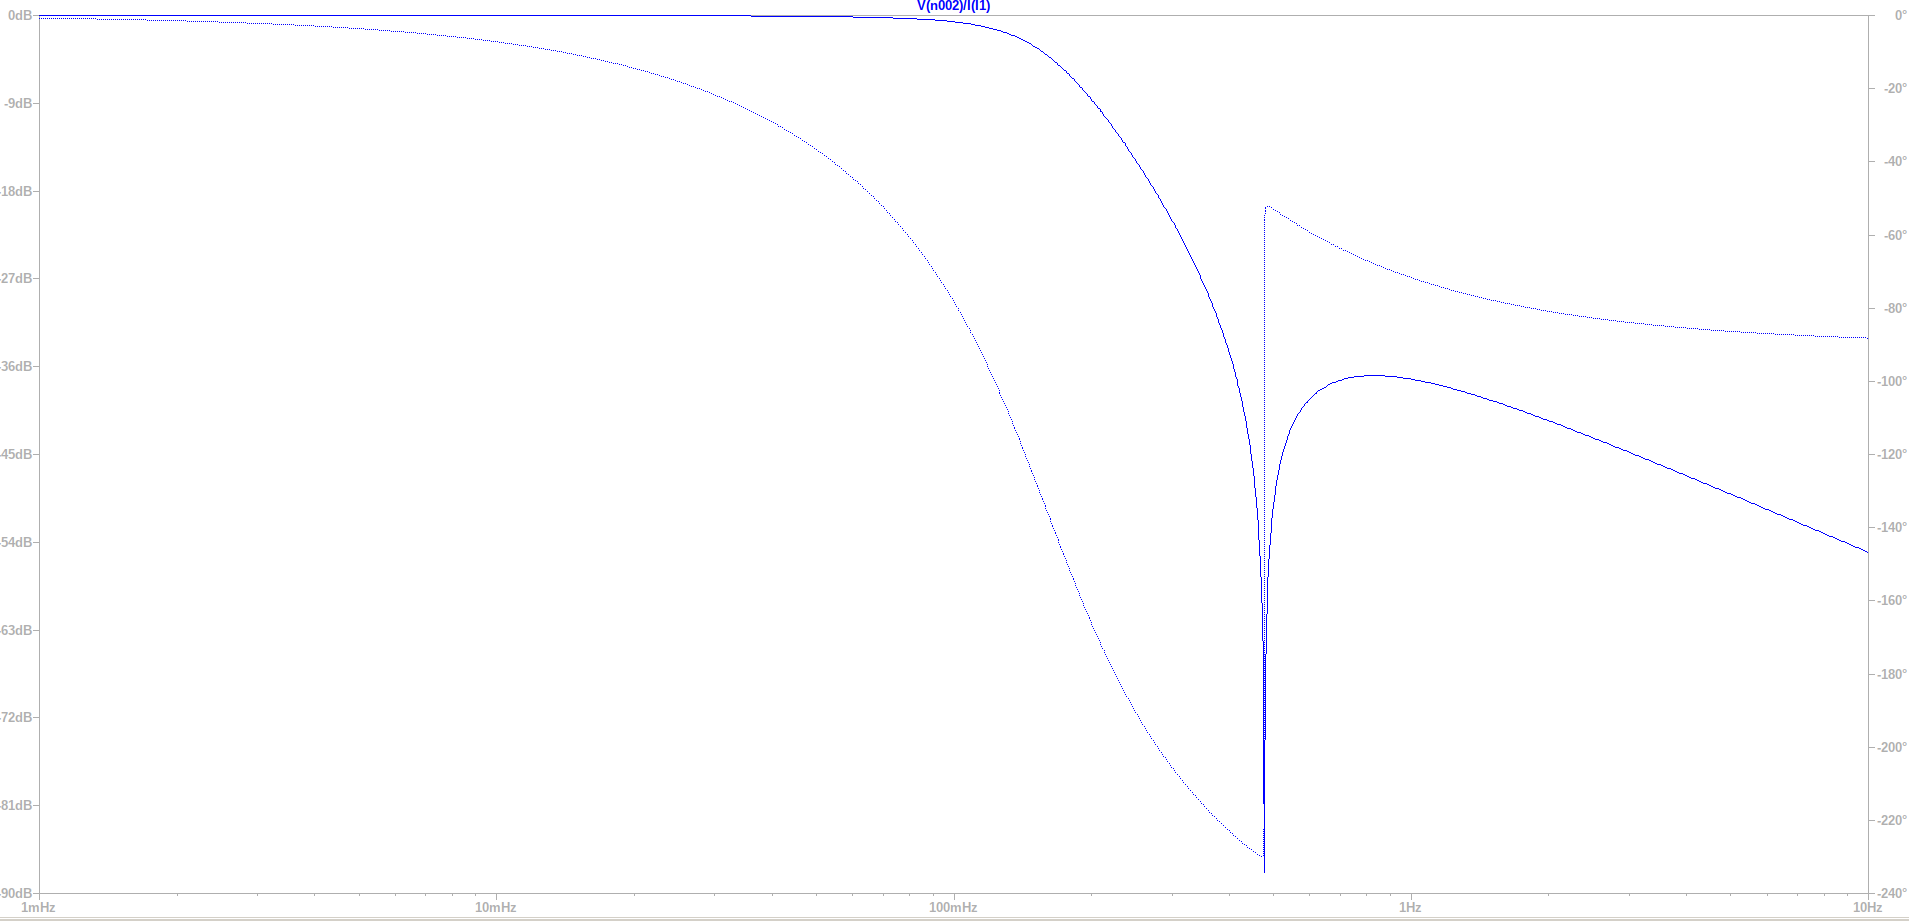 V(n002)/I(I1)
0dB
-9dB
-18dB
-27dB
-36dB
-45dB
-54dB
-63dB
-72dB
-81dB
-90dB
0°
-20°
-40°
-60°
-80°
-100°
-120°
-140°
-160°
-180°
-200°
-220°
-240°
1mHz 10mHz 100mHz 1Hz 10Hz